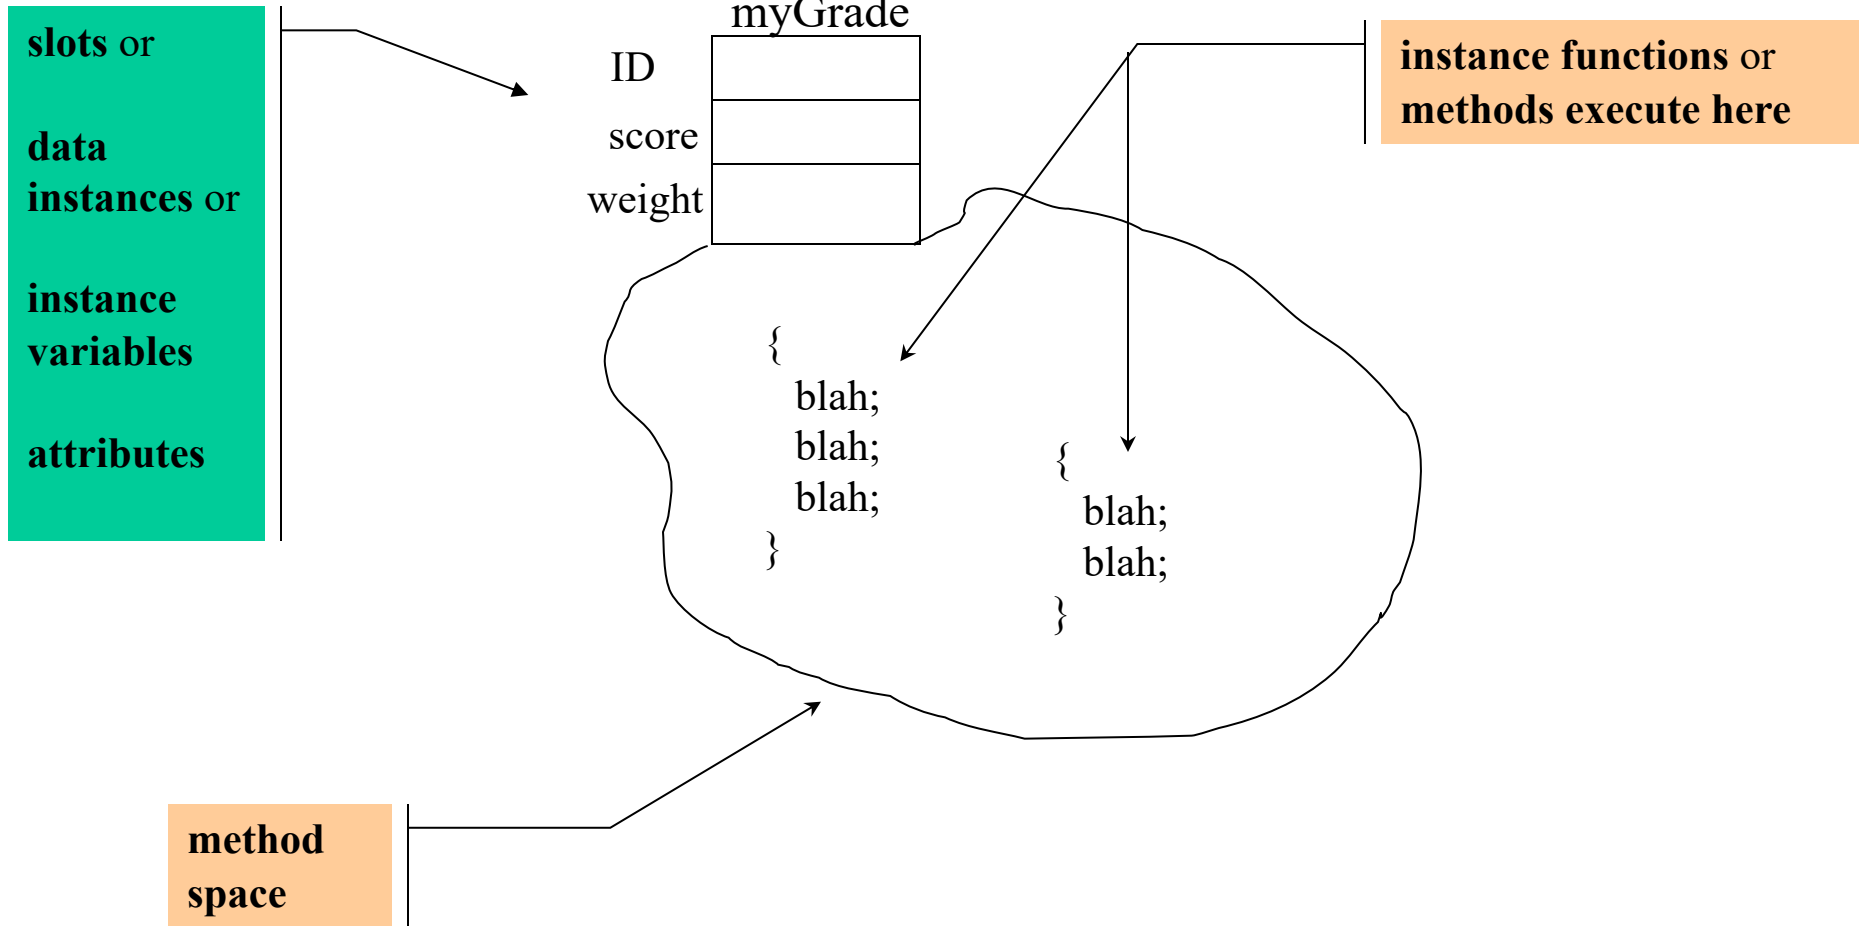 slots or
data
instances or
instance
variables
attributes
myGrade
ID
score
weight
instance functions or
methods execute here
{
blah;
blah;
blah;
}
{
blah;
blah;
}
method
space